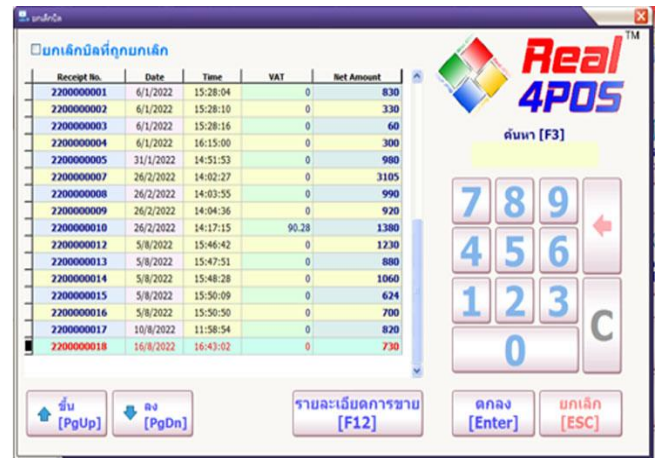 ยกเลิกบิล
ยกเลิกบิลที่ถูกยกเลิก
Receipt No. Date Time VAT Net Amount
2200000001 6/1/2022 15:28:04 0 830
2200000002 6/1/2022 15:28:10 0 330
2200000003 6/1/2022 15:28:16 0 60
2200000004 6/1/2022 16:15:00 0 300
2200000005 31/1/2022 14:51:53 0 980
2200000007 26/2/2022 14:02:27 0 3105
2200000008 26/2/2022 14:03:55 0 990
2200000009 26/2/2022 14:04:36 0 920
2200000010 26/2/2022 14:17:15 90.28 1380
2200000012 5/8/2022 15:46:42 0 1230
2200000013 5/8/2022 15:47:51 0 880
2200000014 5/8/2022 15:48:28 0 1060
2200000015 5/8/2022 15:50:09 0 624
2200000016 5/8/2022 15:50:50 0 700
2200000017 10/8/2022 11:58:54 0 820
2200000018 16/8/2022 16:43:02 0 730
Real TM
4POS
ค้นหา [F3]
7 8 9
4 5 6
1 2 3 C
0
ขึ้น
[PgUp]
ลง
[PgDn]
รายละเอียดการขาย
[F12]
ตกลง
[Enter]
ยกเลิก
[ESC]